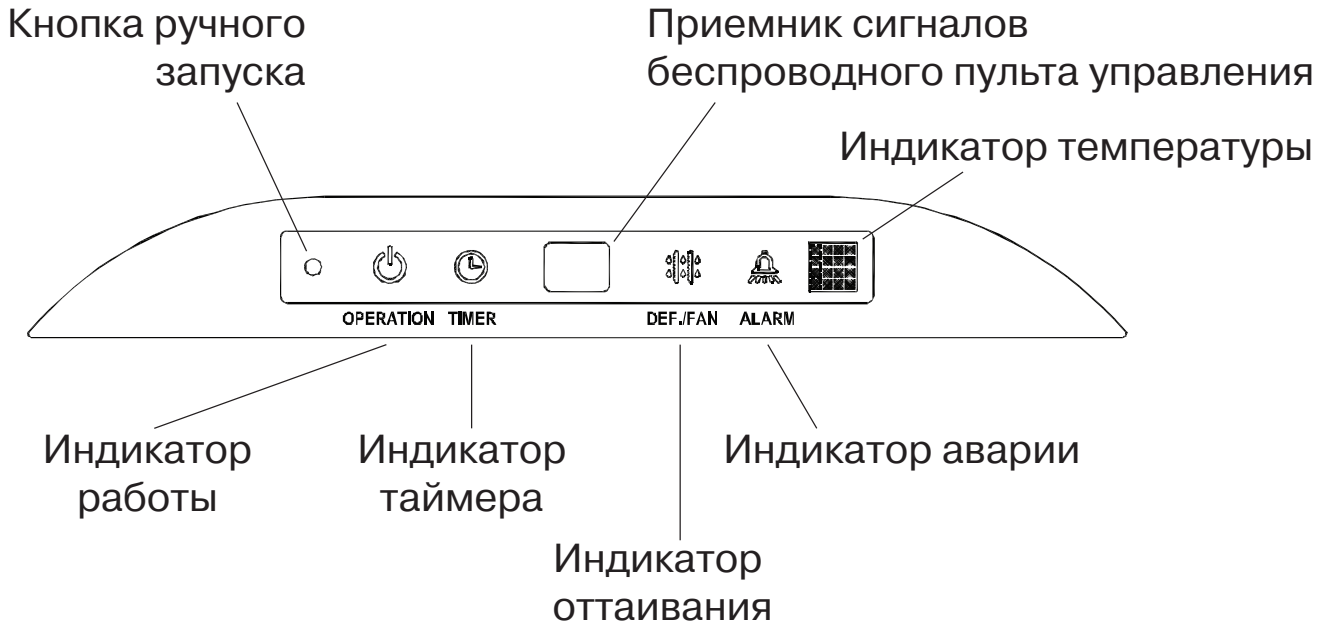 Кнопка ручного
запуска
Приемник сигналов
беспроводного пульта управления
Индикатор температуры
OPERATION TIMER
DEF./FAN ALARM
Индикатор
работы
Индикатор
таймера
Индикатор аварии
Индикатор
оттаивания